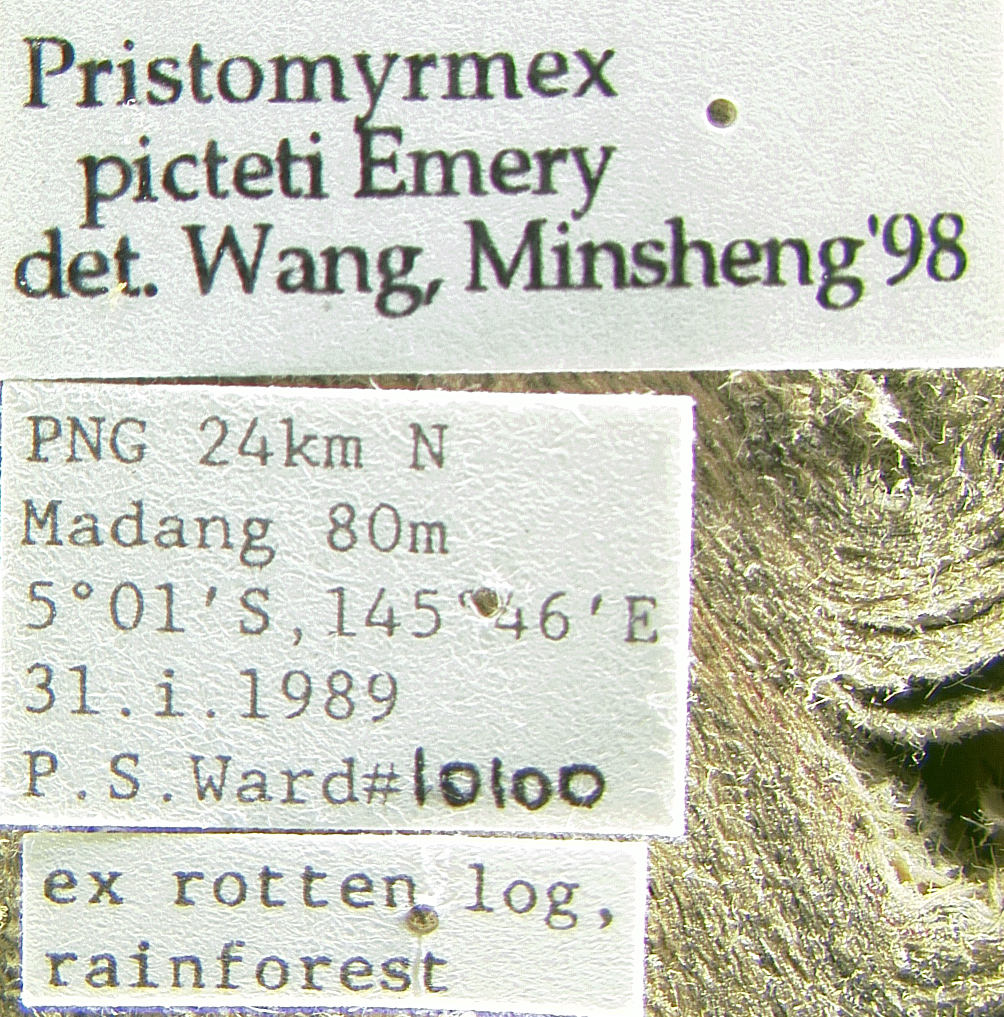 Pristomyrmex
picteti Emery
det. Wang, Minsheng'98
PNG 24km N
Madang 80m
5°01'S,145°46'E
31.i.1989
P.S.Ward#10100
ex rotten log,
rainforest